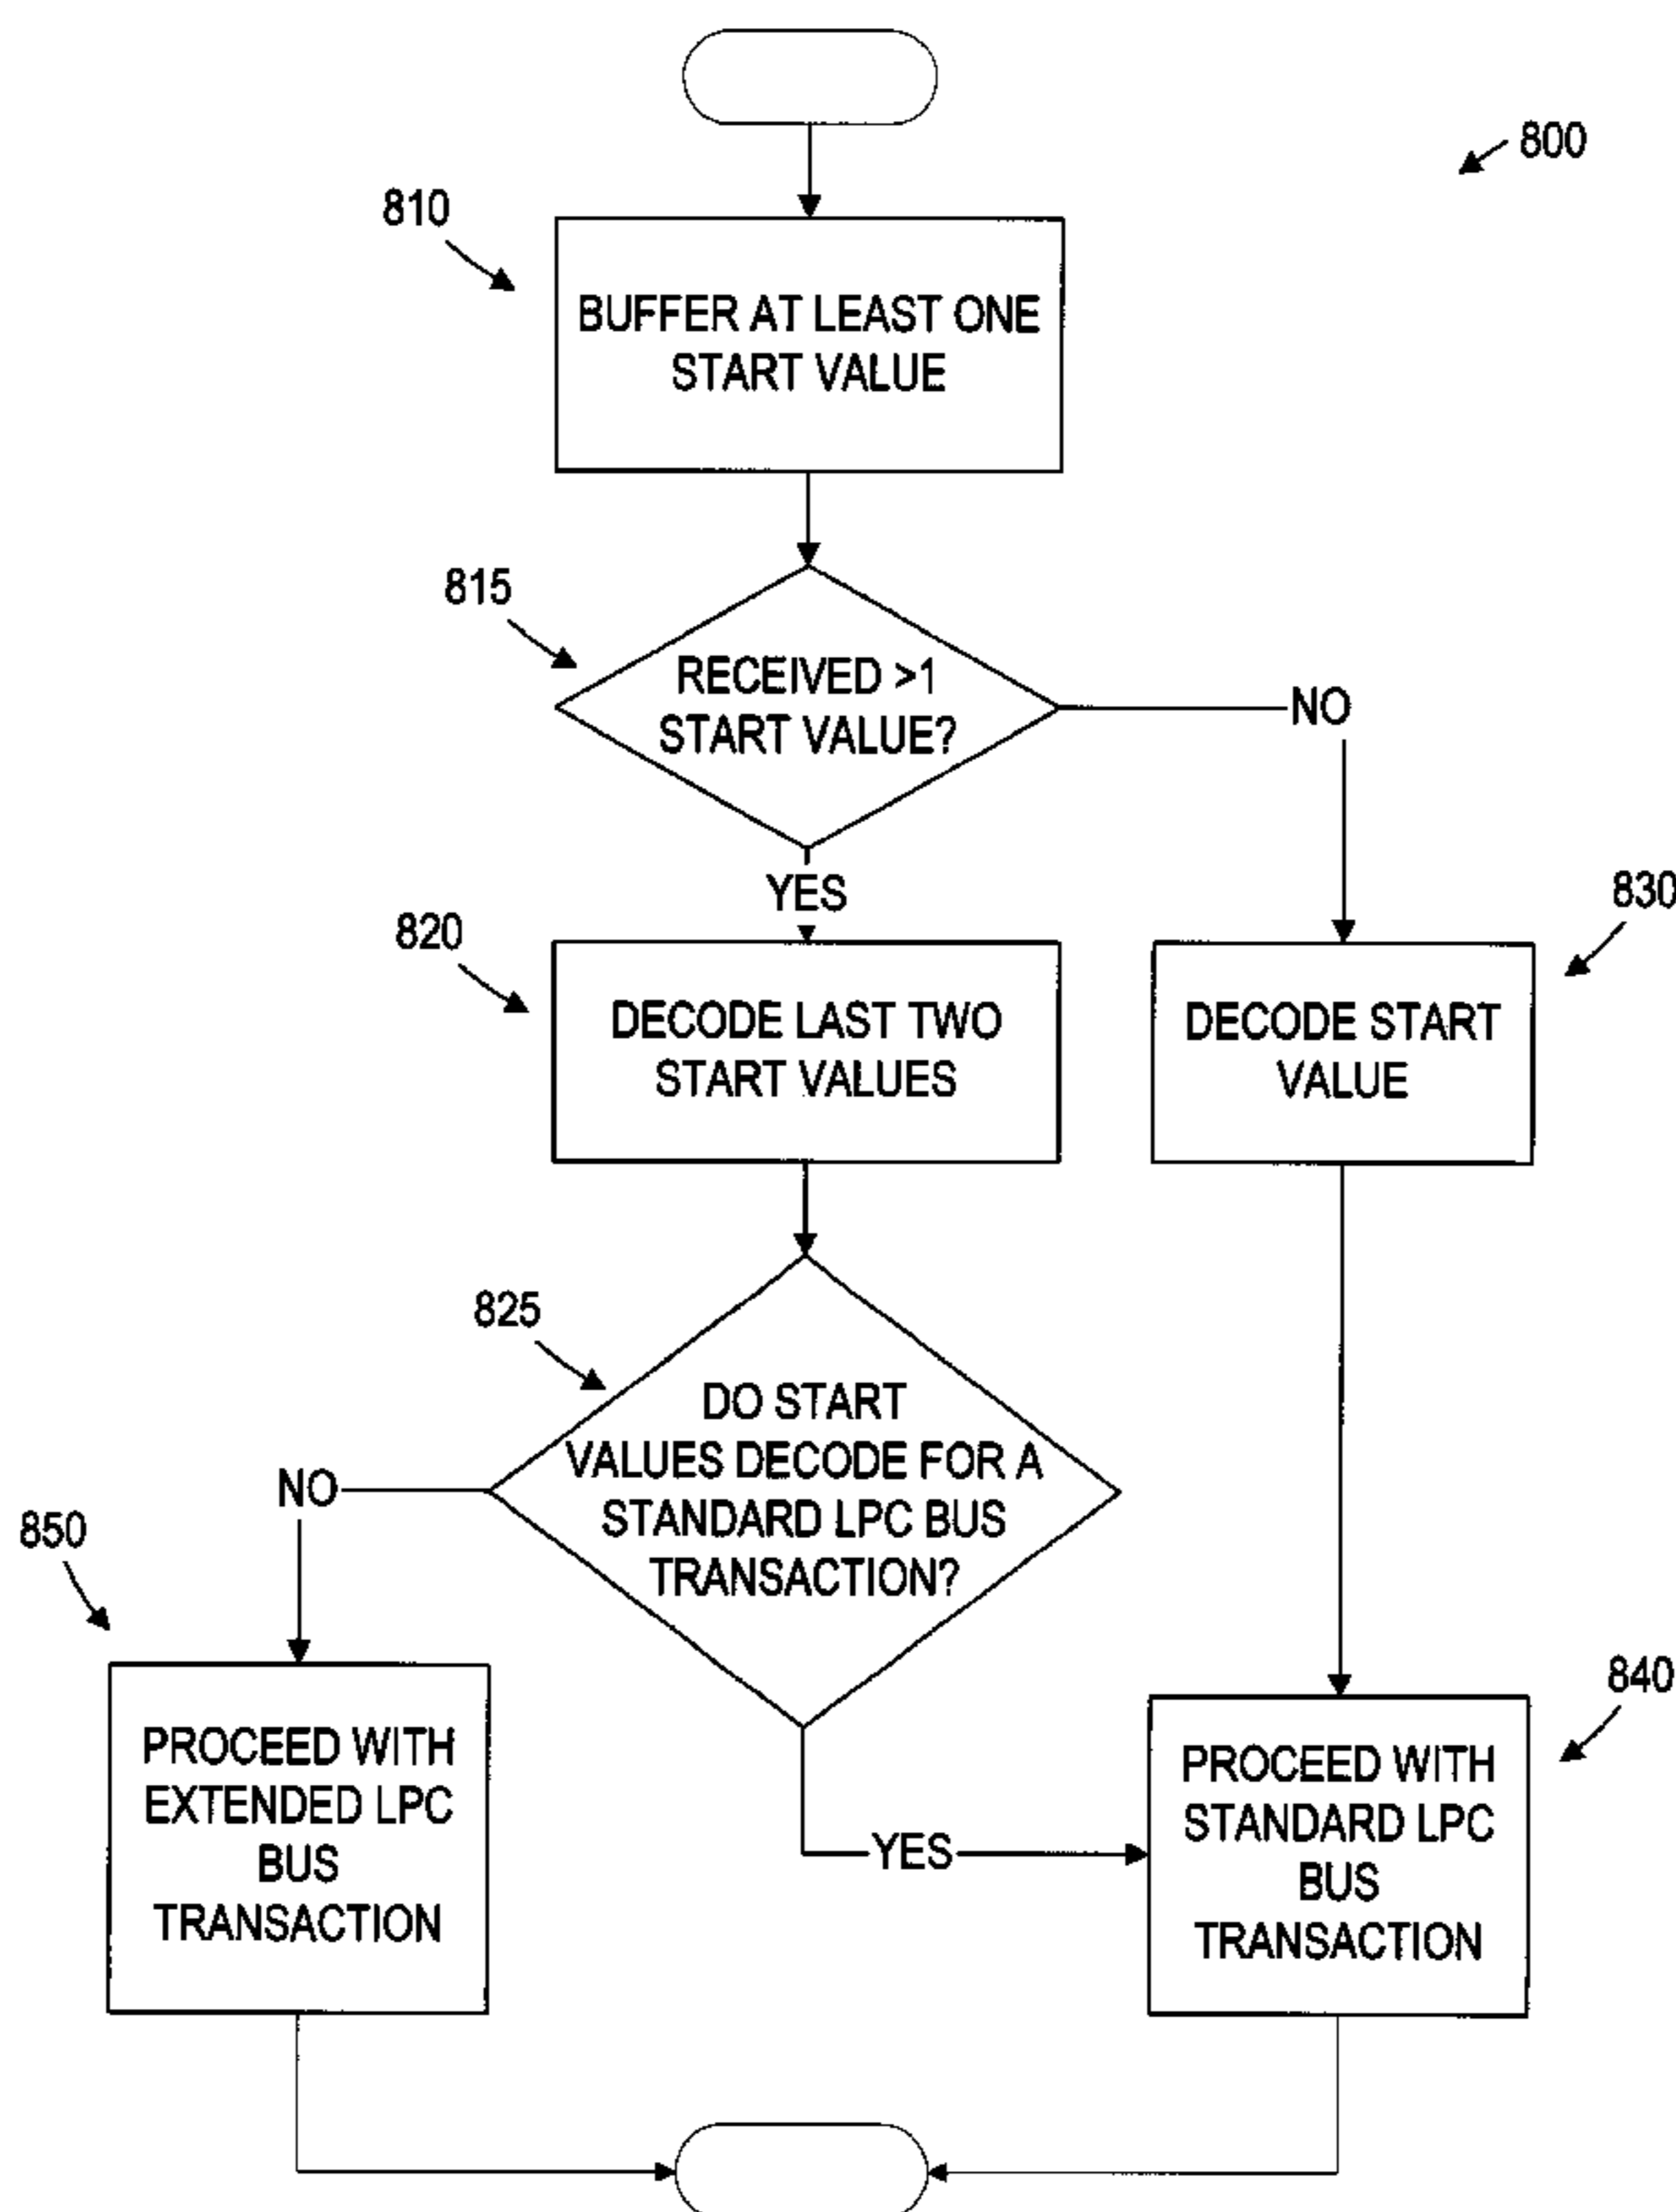 800
810
BUFFER AT LEAST ONE
START VALUE
815
RECEIVED >1
START VALUE?
NO
YES
820
830
DECODE LAST TWO
START VALUES
DECODE START
VALUE
825
DO START
VALUES DECODE FOR A
STANDARD LPC BUS
TRANSACTION?
NO
850
840
PROCEED WITH
EXTENDED LPC
BUS
TRANSACTION
YES
PROCEED WITH
STANDARD LPC
BUS
TRANSACTION